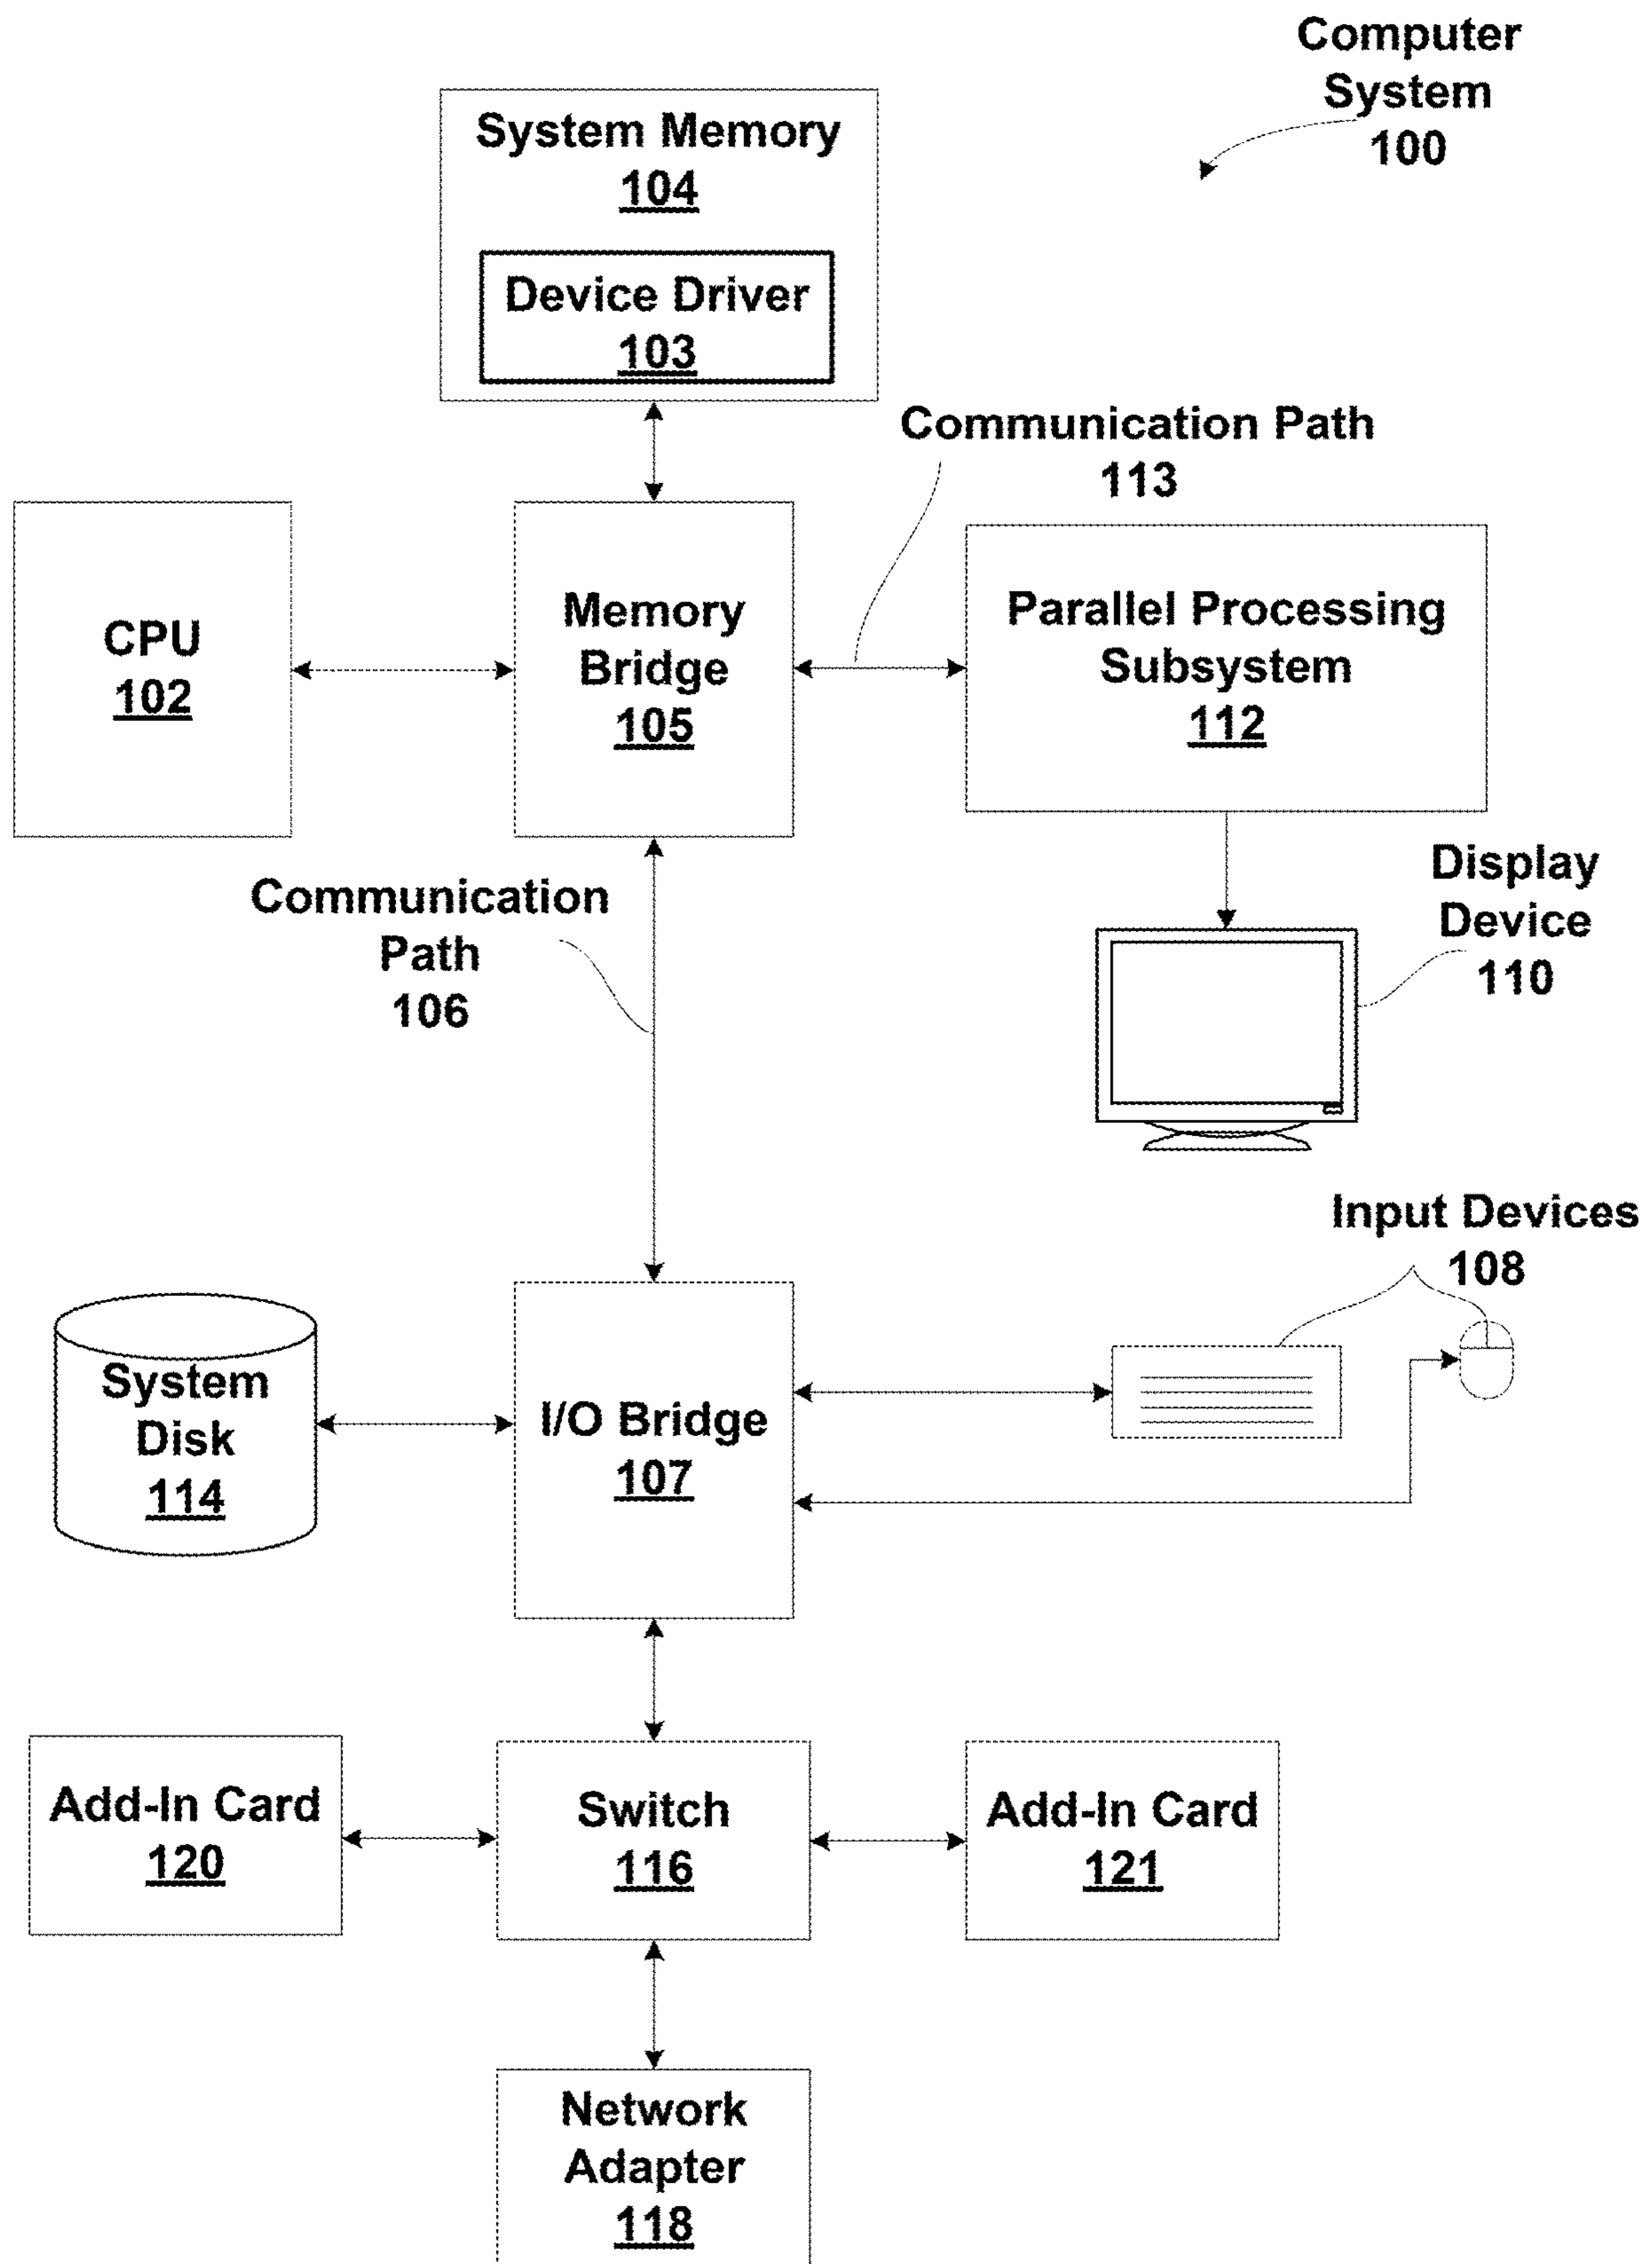 Computer
System
100
System Memory
104
Device Driver
103
Communication Path
113
CPU
102
Memory
Bridge
105
Parallel Processing
Subsystem
112
Communication
Path
106
Display
Device
110
Input Devices
108
System
Disk
114
I/O Bridge
107
Add-In Card
120
Switch
116
Add-In Card
121
Network
Adapter
118